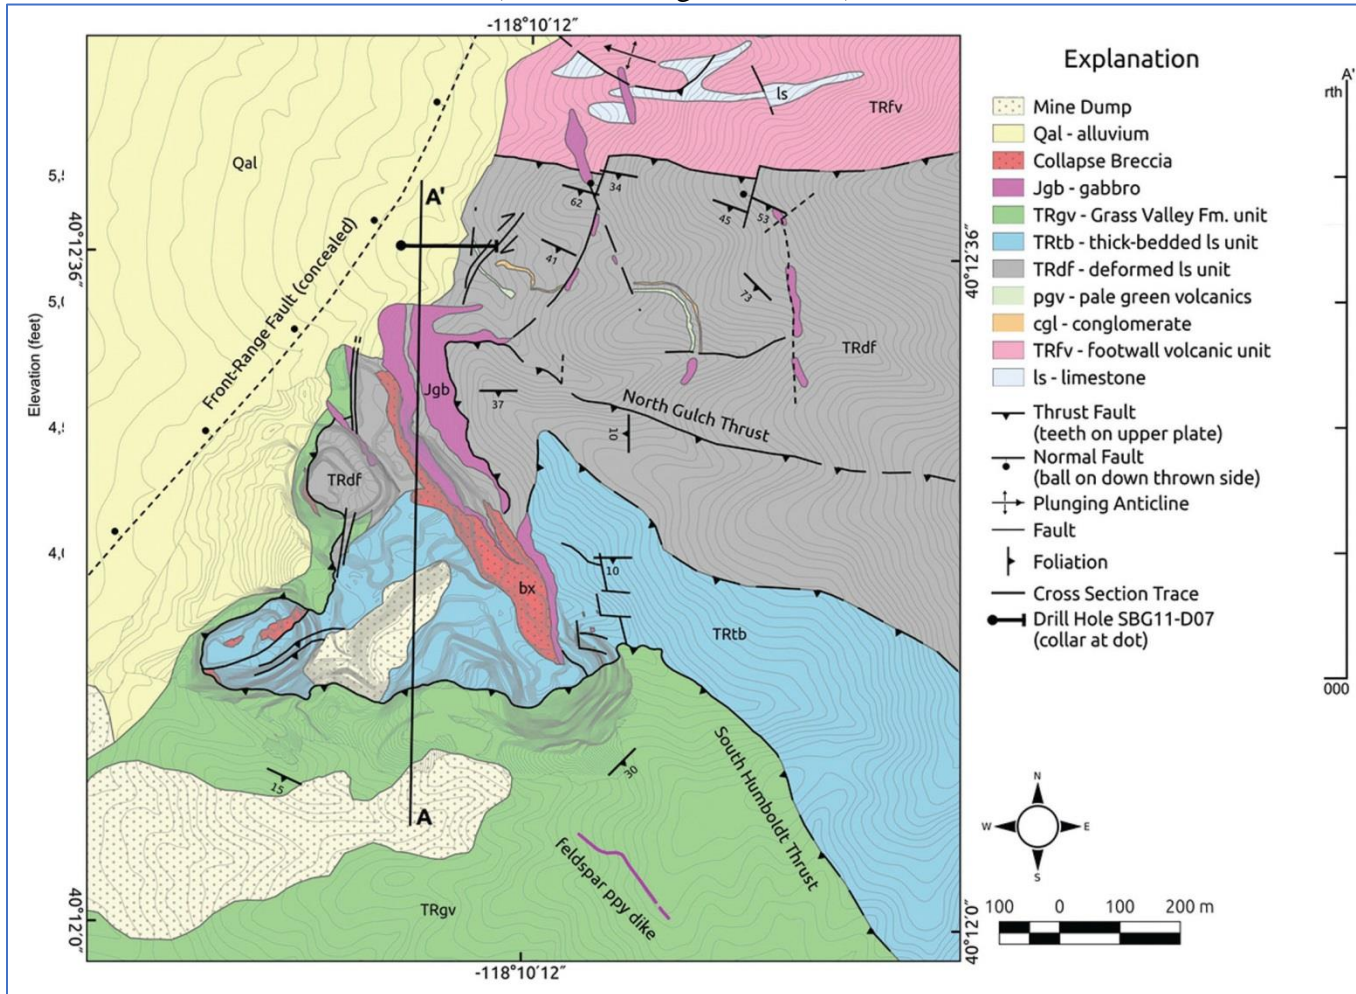 -118°10′12″
Qal
A'
Front-Range Fault (concealed)
TRfv
ls
62
34
45
53
41
73
TRdf
Jgb
37
North Gulch Thrust
10
TRdf
10
bx
TRtb
South Humboldt Thrust
15
30
A
feldspar ppy dike
TRgv
-118°10′12″
40°12′36″
40°12′36″
40°12′0″
Elevation (feet)
5,
5,
4,
4,
Explanation
Mine Dump
Qal - alluvium
Collapse Breccia
Jgb - gabbro
TRgv - Grass Valley Fm. unit
TRtb - thick-bedded ls unit
TRdf - deformed ls unit
pgv - pale green volcanics
cgl - conglomerate
TRfv - footwall volcanic unit
ls - limestone
Thrust Fault
(teeth on upper plate)
Normal Fault
(ball on down thrown side)
Plunging Anticline
Fault
Foliation
Cross Section Trace
Drill Hole SBG11-D07
(collar at dot)
N
W
E
S
100 0 100 200 m
A'
rth
000